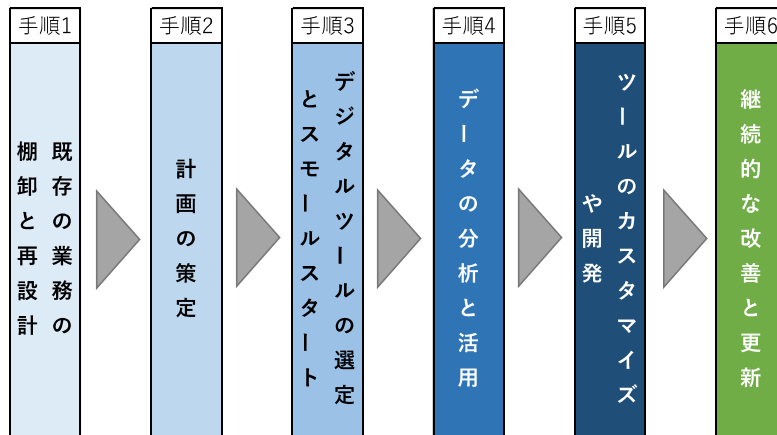 手順1
既存の業務の
棚卸と再設計
手順2
計画の策定
手順3
デジタルツールの選定
とスモールスタート
手順4
データの分析と活用
手順5
ツールのカスタマイズ
や開発
手順6
継続的な改善と更新